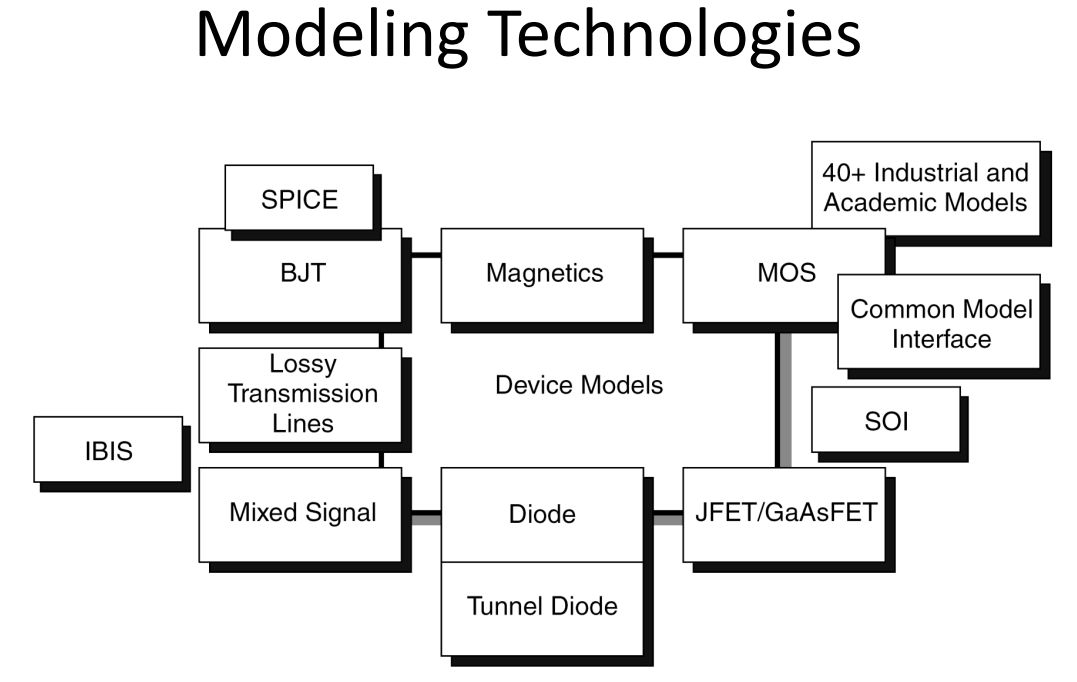 Modeling Technologies
40+ Industrial and
Academic Models
SPICE
BJT
Magnetics
MOS
Common Model
Interface
Lossy
Transmission
Lines
Device Models
SOI
IBIS
Mixed Signal
Diode
JFET/GaAsFET
Tunnel Diode